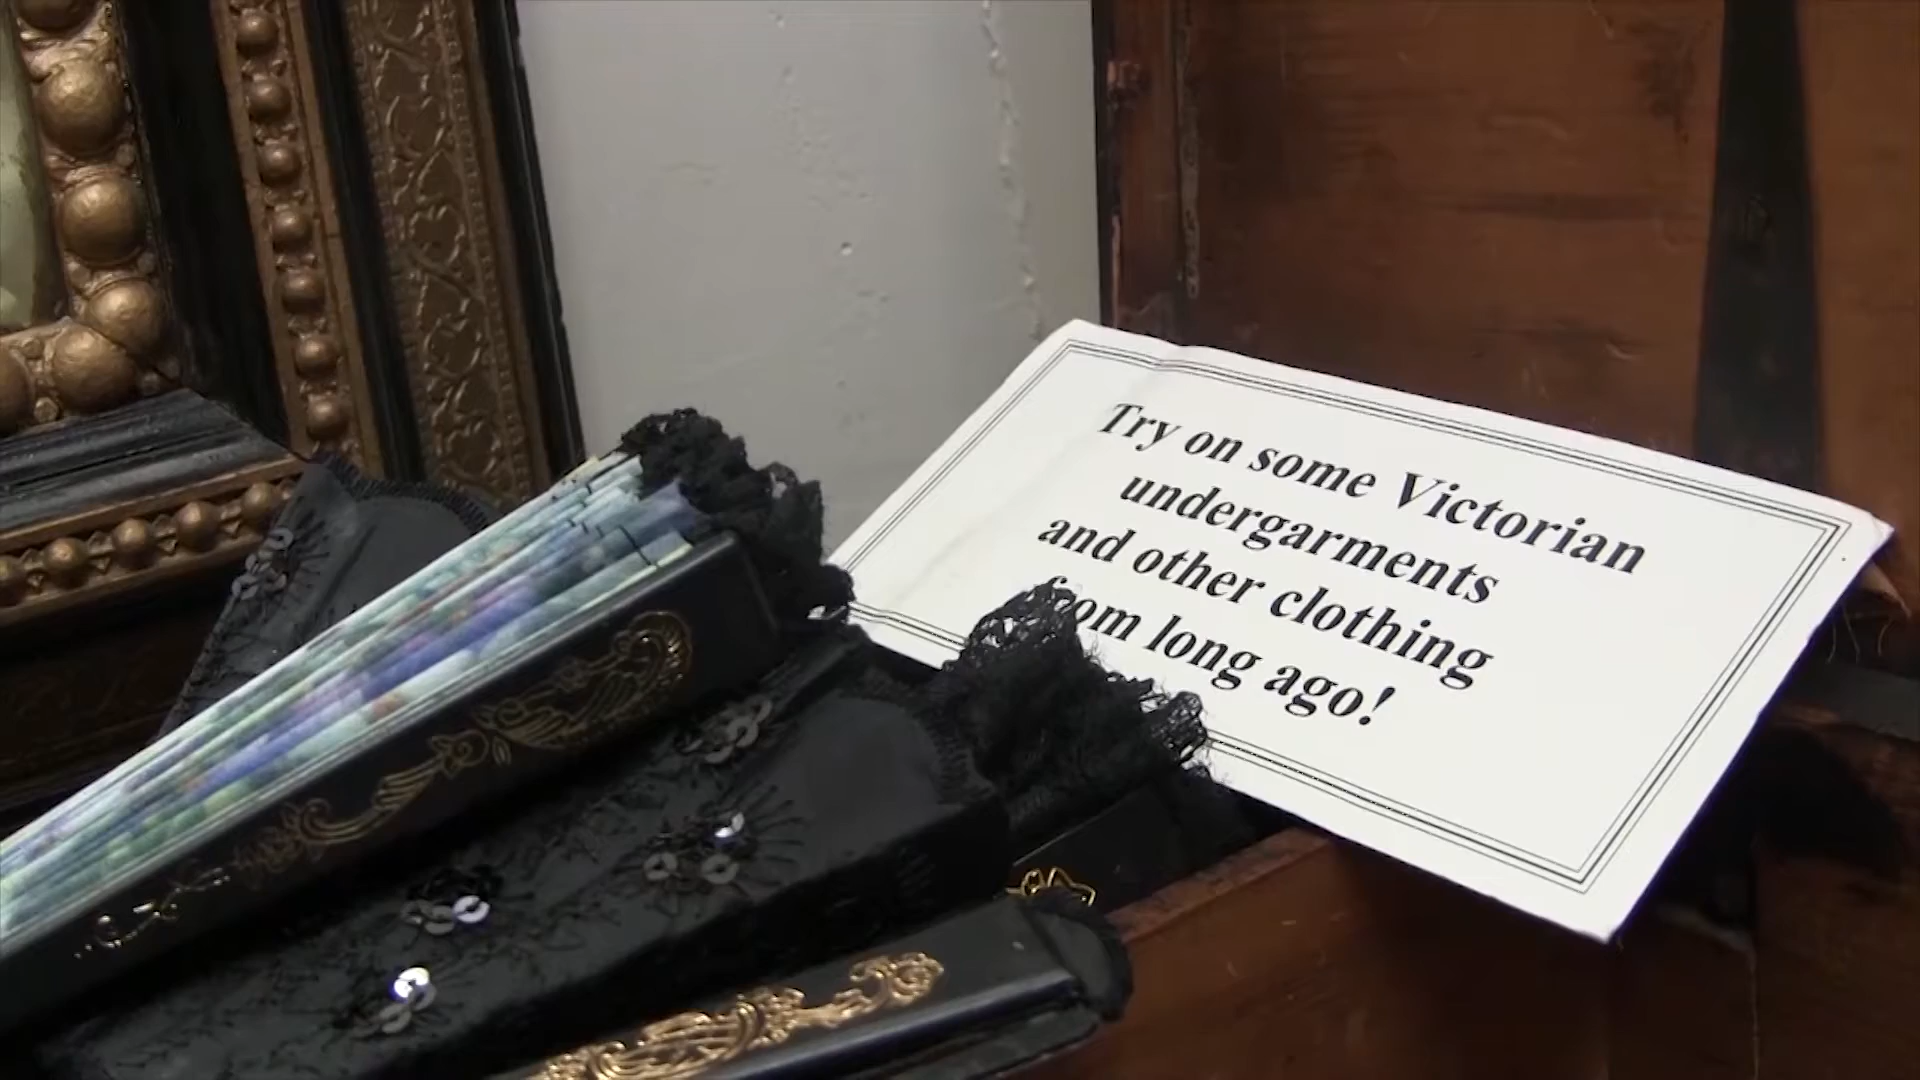 Try on some Victorian
undergarments
and other clothing
from long ago!